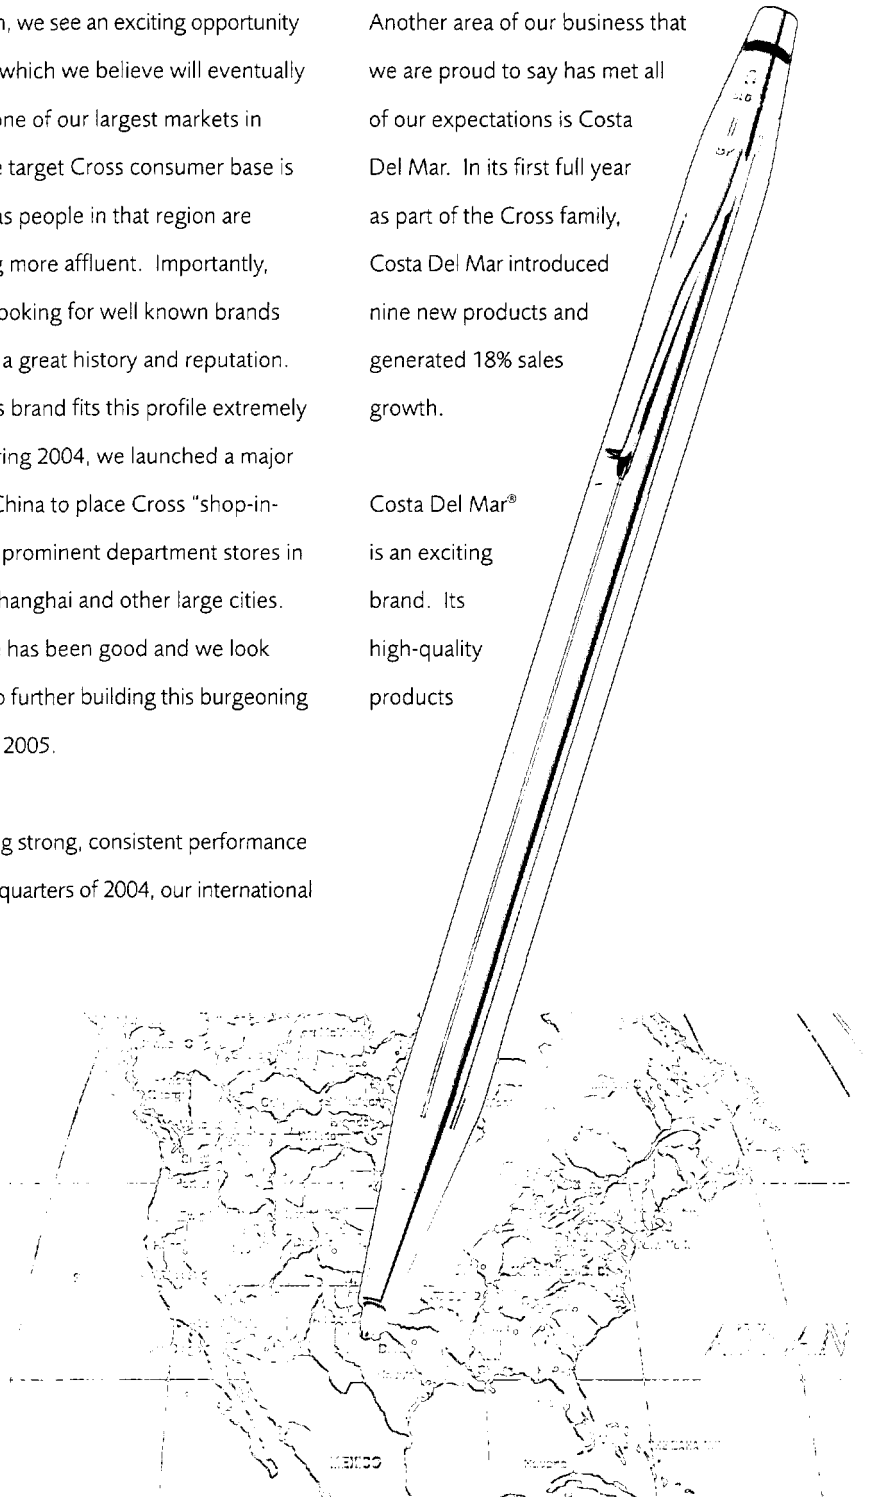 , we see an exciting opportunity
which we believe will eventually
one of our largest markets in
target Cross consumer base is
as people in that region are
more affluent. Importantly,
ooking for well known brands
a great history and reputation.
s brand fits this profile extremely
ring 2004, we launched a major
China to place Cross "shop-in-
prominent department stores in
hanghai and other large cities.
has been good and we look
o further building this burgeoning
2005.
g strong, consistent performance
quarters of 2004, our international
Another area of our business that
we are proud to say has met all
of our expectations is Costa
Del Mar. In its first full year
as part of the Cross family,
Costa Del Mar introduced
nine new products and
generated 18% sales
growth.
Costa Del Mar®
is an exciting
brand. Its
high-quality
products
MEXICO